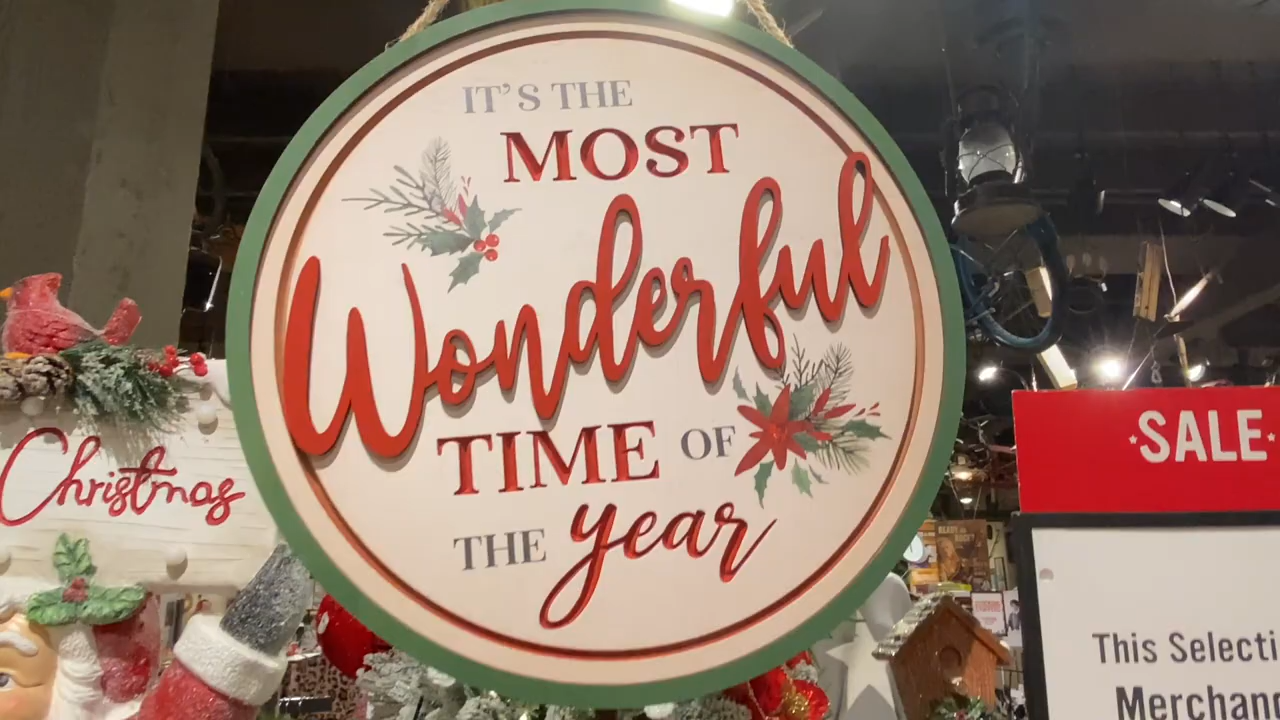 IT'S THE
MOST
Wonderful
TIME OF
THE year
Christmas
SALE
This Selecti
Merchan